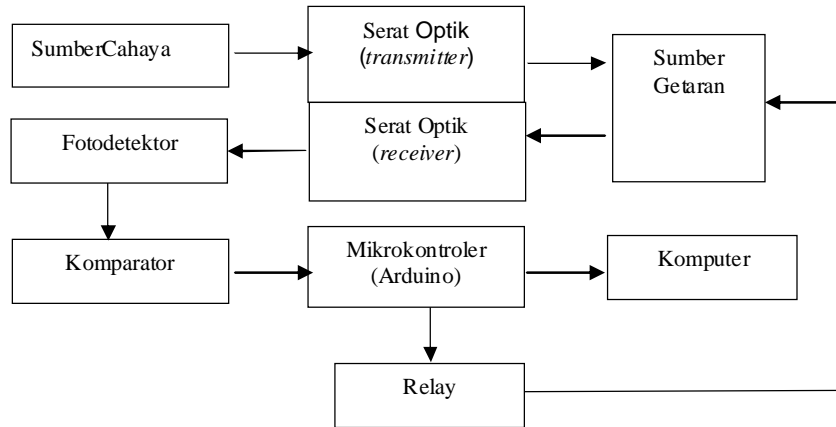 SumberCahaya
Serat Optik
(transmitter)
Sumber
Getaran
Fotodetektor
Serat Optik
(receiver)
Komparator
Mikrokontroler
(Arduino)
Komputer
Relay